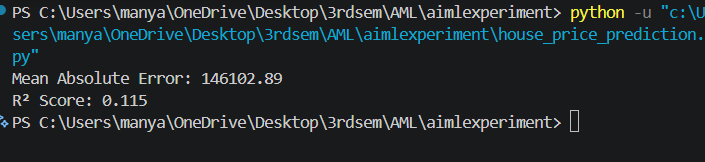 PS C:\Users\manya\OneDrive\Desktop\3rdsem\AML\aimlexperiment> python -u "c:\U
sers\manya\OneDrive\Desktop\3rdsem\AML\aimlexperiment\house_price_prediction.
py"
Mean Absolute Error: 146102.89
R² Score: 0.115
PS C:\Users\manya\OneDrive\Desktop\3rdsem\AML\aimlexperiment>